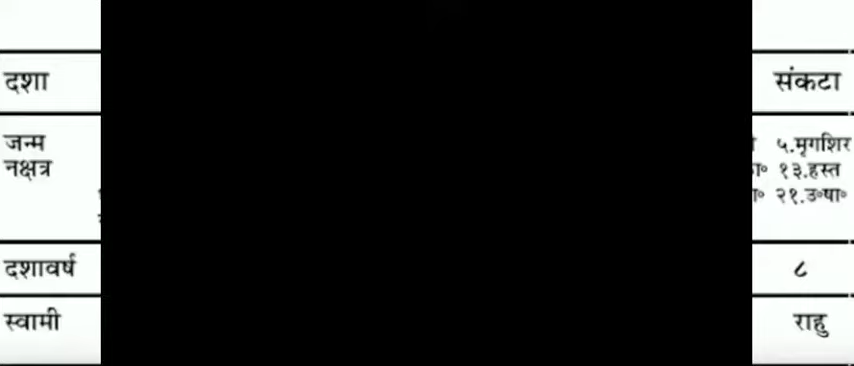 दशा संकटा
जन्म ५.मृगशिर
नक्षत्र १३.हस्त
२१.उ॰षा॰
दशावर्ष ८
स्वामी राहु